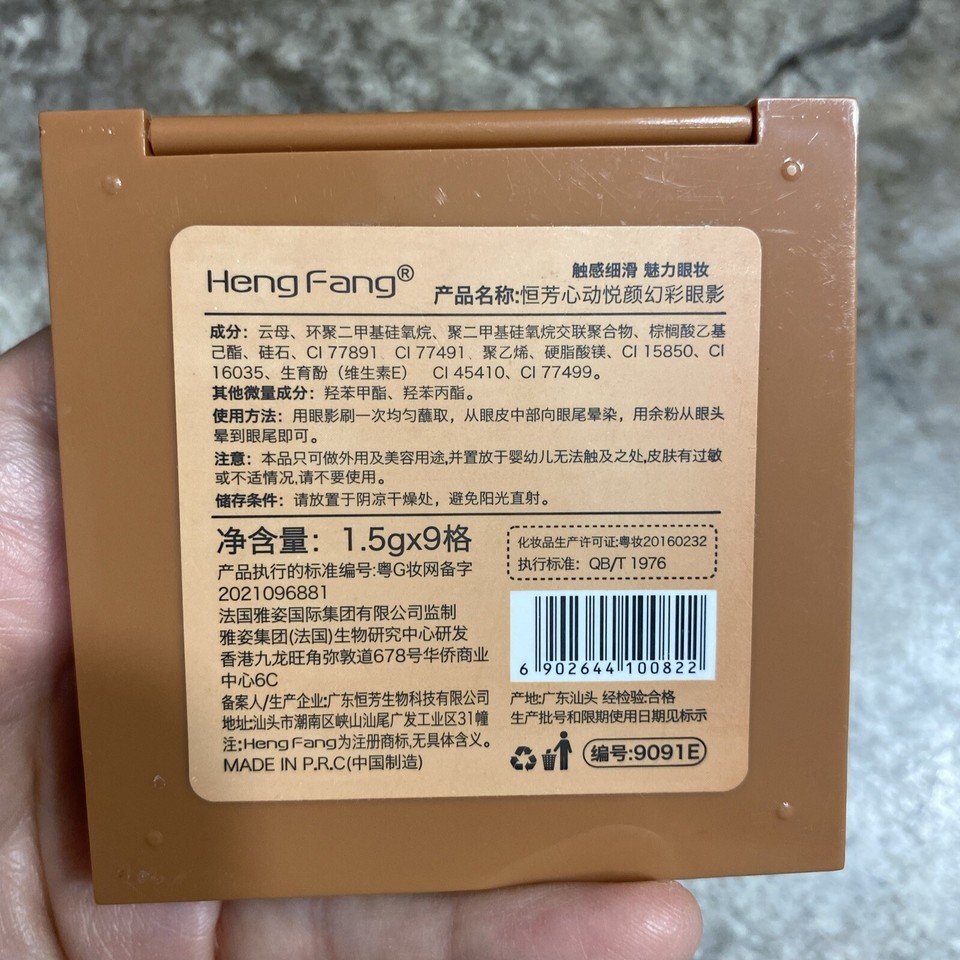 Heng Fang®
触感细滑 魅力眼妆
产品名称:恒芳心动悦颜幻彩眼影
成分：云母、环聚二甲基硅氧烷、聚二甲基硅氧烷交联聚合物、棕榈酸乙基
己酯、硅石、CI 77891、CI 77491、聚乙烯、硬脂酸镁、CI 15850、CI
16035、生育酚（维生素E） CI 45410、CI 77499。
其他微量成分：羟苯甲酯、羟苯丙酯。
使用方法：用眼影刷一次均匀蘸取，从眼皮中部向眼尾晕染，用余粉从眼头
晕到眼尾即可。
注意：本品只可做外用及美容用途,并置放于婴幼儿无法触及之处,皮肤有过敏
或不适情况,请不要使用。
储存条件：请放置于阴凉干燥处，避免阳光直射。
净含量：1.5gx9格
产品执行的标准编号:粤G妆网备字
2021096881
法国雅姿国际集团有限公司监制
雅姿集团(法国)生物研究中心研发
香港九龙旺角弥敦道678号华侨商业
中心6C
备案人/生产企业:广东恒芳生物科技有限公司
地址:汕头市潮南区峡山汕尾广发工业区31幢
注:Heng Fang为注册商标,无具体含义。
MADE IN P.R.C(中国制造)
化妆品生产许可证:粤妆20160232
执行标准：QB/T 1976
6 902644 100822
产地:广东汕头 经检验:合格
生产批号和限期使用日期见标示
编号:9091E